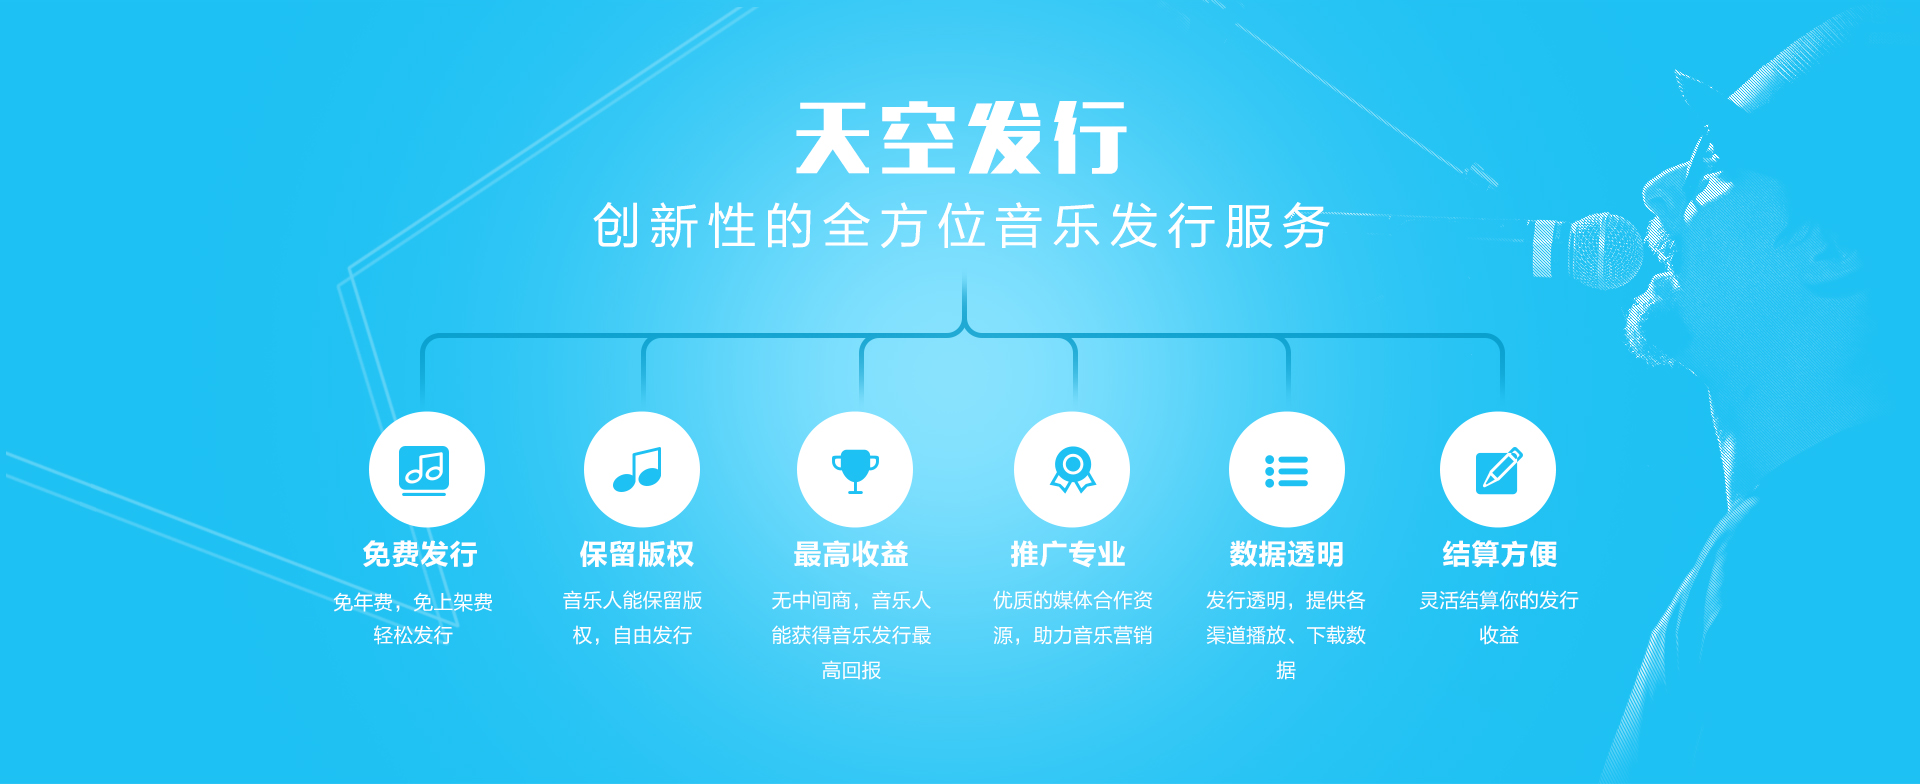 天空发行
创新性的全方位音乐发行服务
免费发行
免年费，免上架费
轻松发行
保留版权
音乐人能保留版
权，自由发行
最高收益
无中间商，音乐人
能获得音乐发行最
高回报
推广专业
优质的媒体合作资
源，助力音乐营销
数据透明
发行透明，提供各
渠道播放、下载数
据
结算方便
灵活结算你的发行
收益